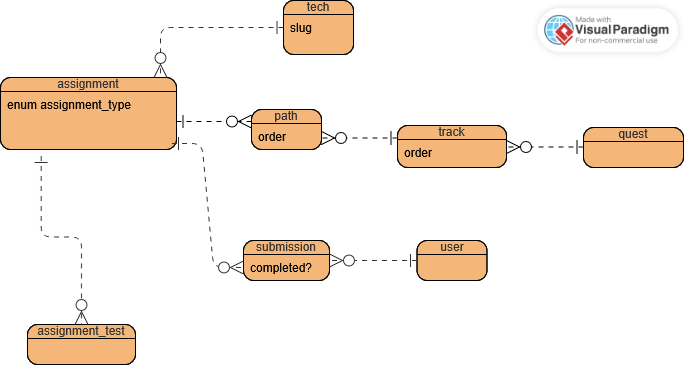 tech
slug
Made with
Visual Paradigm
For non-commercial use
assignment
enum assignment_type
path
order
track
order
quest
submission
completed?
user
assignment_test